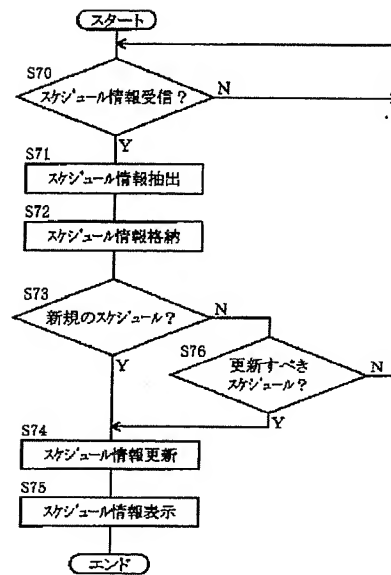 スタート
S70
スケジュール情報受信？
N
Y
S71
スケジュール情報抽出
S72
スケジュール情報格納
S73
新規のスケジュール？
N
Y
S76
更新すべき
スケジュール？
N
Y
S74
スケジュール情報更新
S75
スケジュール情報表示
エンド